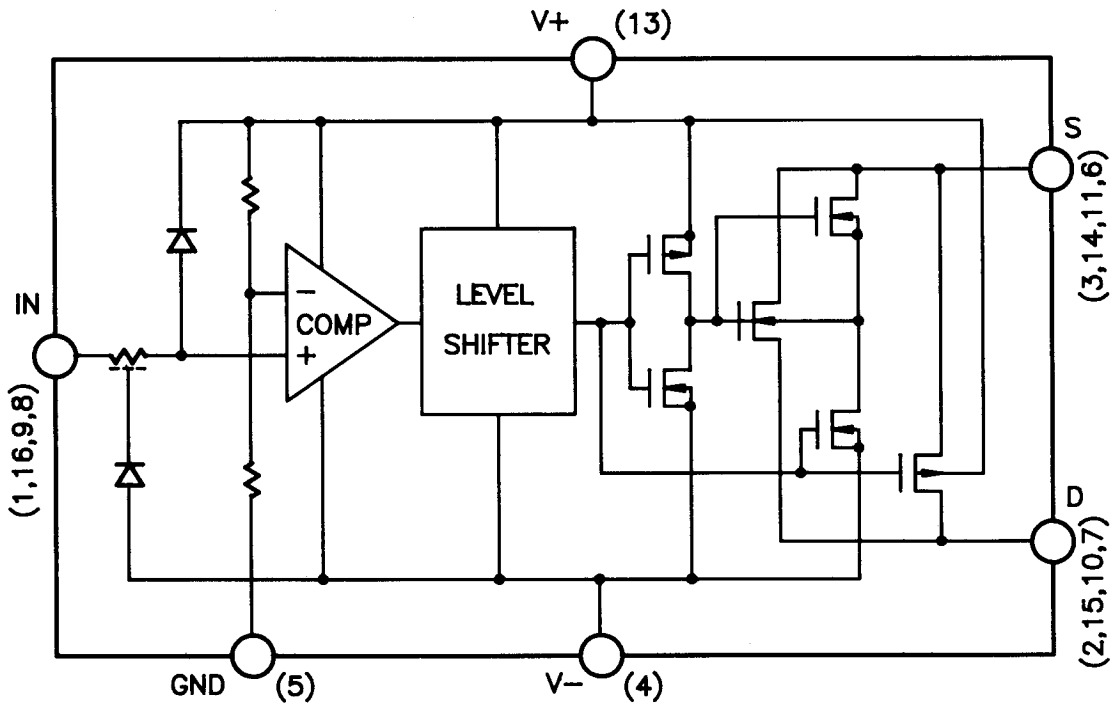 V+ (13)
S
(3,14,11,6)
IN
(1,16,9,8)
−
COMP
+
LEVEL
SHIFTER
D
(2,15,10,7)
GND (5)
V− (4)